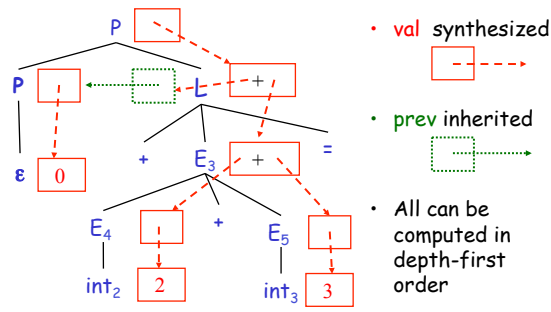 P
P
L
+
+
E3
+
=
ε
0
E4
+
E5
int2
2
int3
3
• val synthesized
• prev inherited
• All can be
computed in
depth-first
order